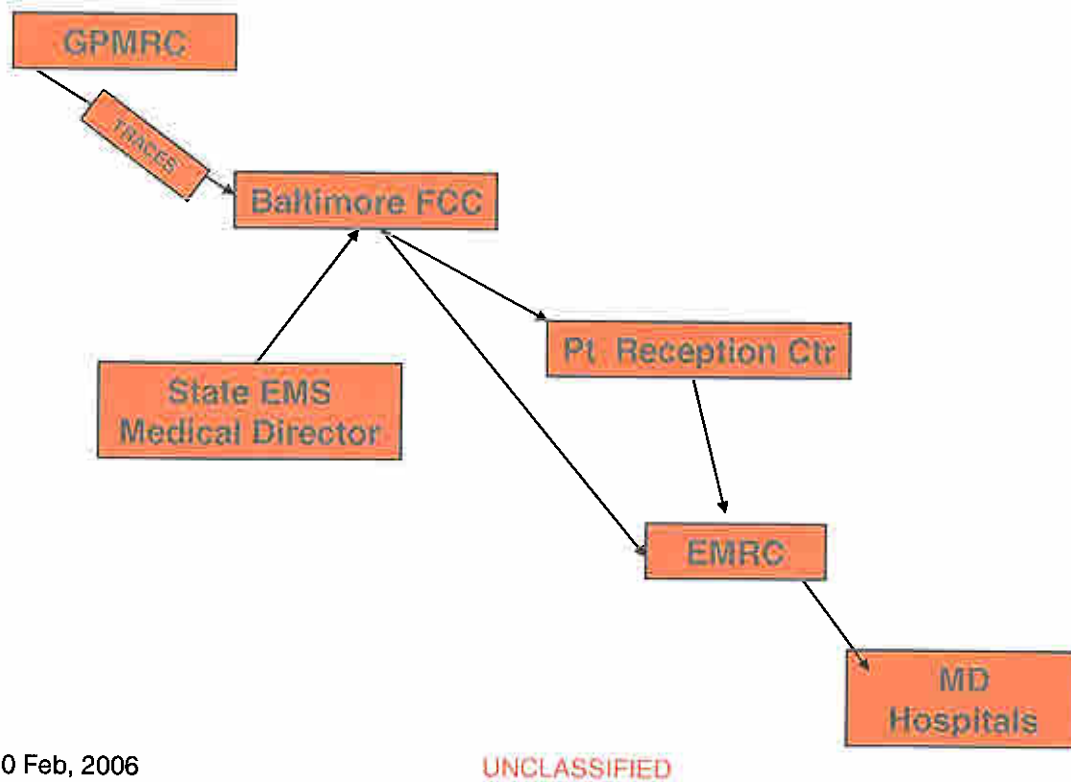 GPMRC
TRACES
Baltimore FCC
Pt. Reception Ctr
State EMS
Medical Director
EMRC
MD
Hospitals
0 Feb, 2006
UNCLASSIFIED